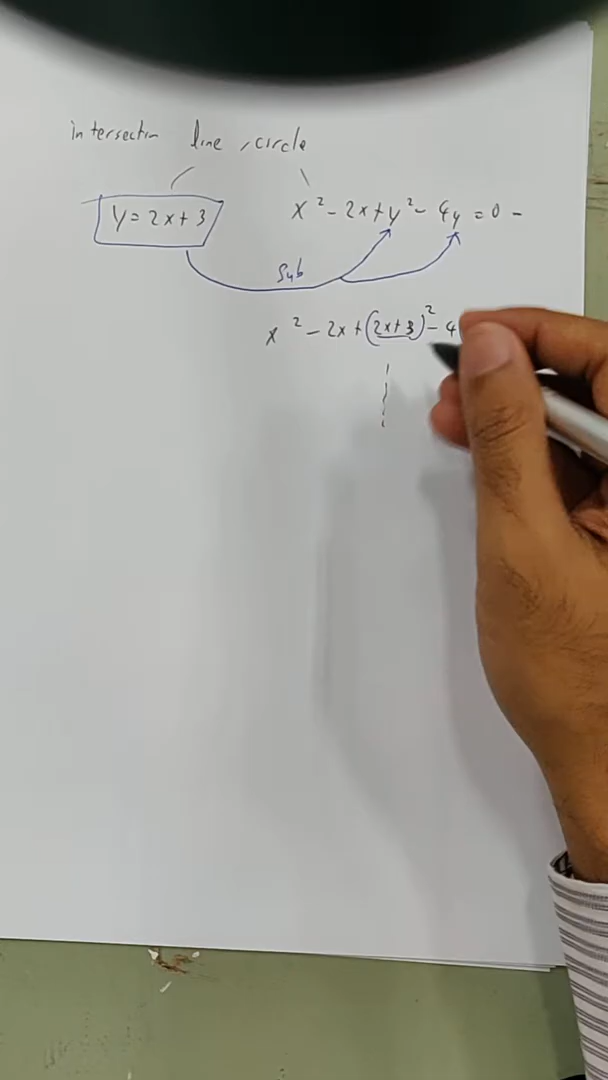 intersection line , circle
y = 2x + 3 x² - 2x + y² - 4y = 0 -
Sub
x² - 2x + (2x + 3)² - 4